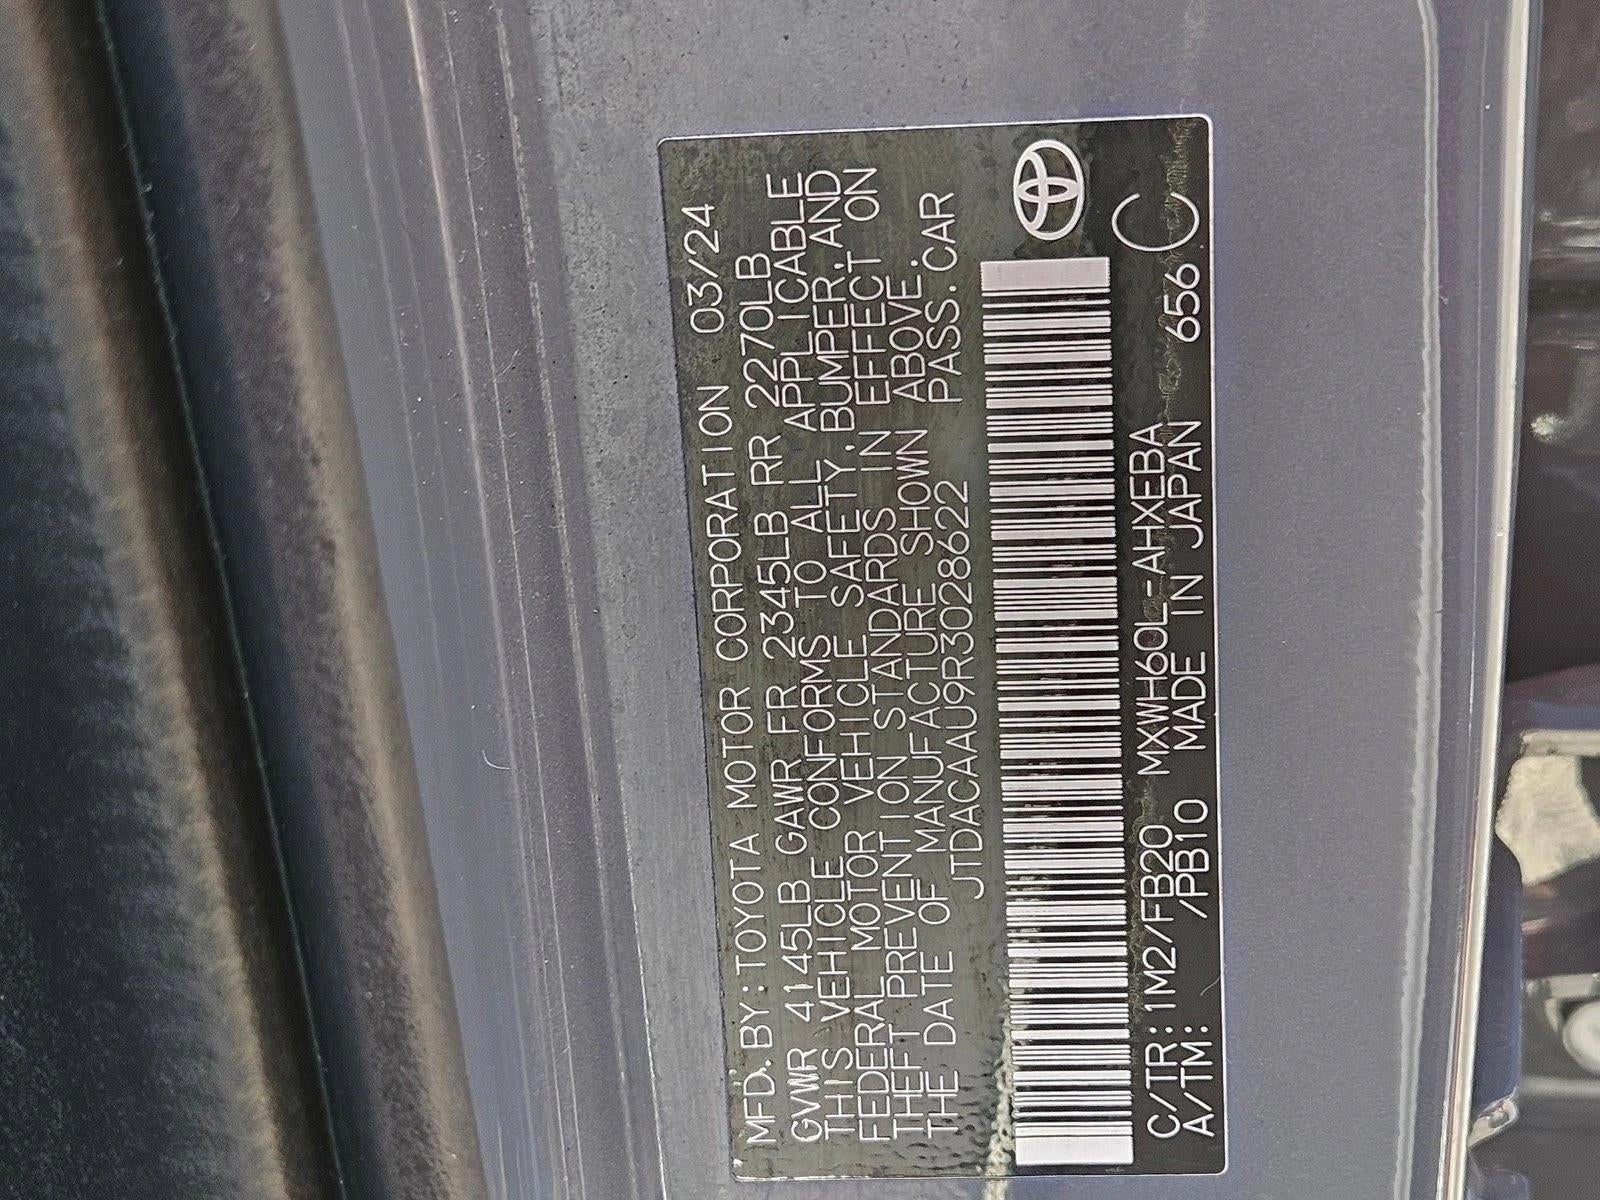 MFD.BY:TOYOTA MOTOR CORPORATION 03/24
GVWR 4145LB GAWR FR 2345LB RR 2270LB
THIS VEHICLE CONFORMS TO ALL APPLICABLE
FEDERAL MOTOR VEHICLE SAFETY,BUMPER,AND
THEFT PREVENTION STANDARDS IN EFFECT ON
THE DATE OF MANUFACTURE SHOWN ABOVE.
JTDACAAU9R3028622 PASS.CAR
C/TR:1M2/FB20 MXWH60L-AHXEBA
A/TM: /PB10 MADE IN JAPAN 656 C